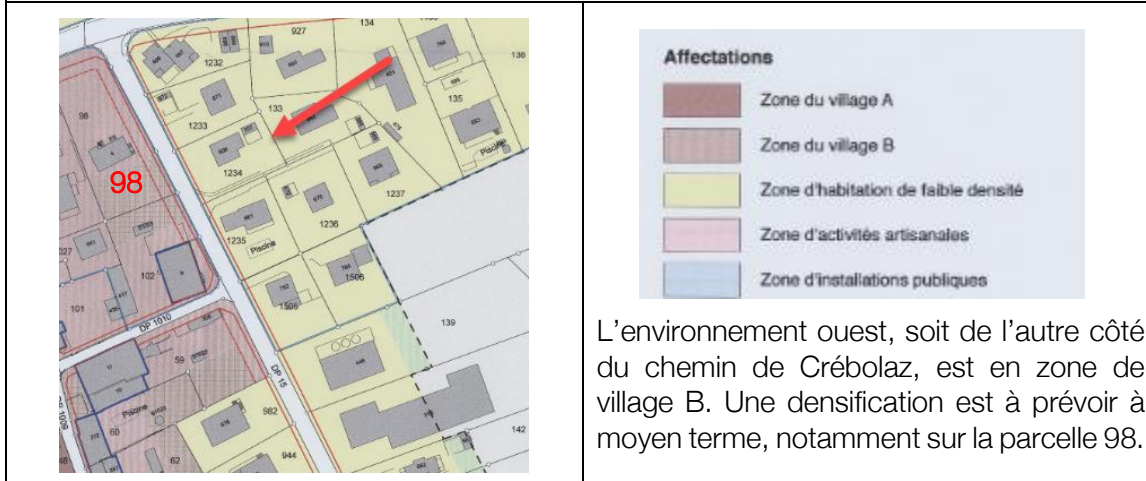 134
927
136
1232
98
133
135
1233
98
1234
Piscine
1237
1236
1235
Piscine
027
102
1506
1506
101
DP 1010
139
59
DP 15
Piscine
60
982
62
142
944
Affectations
Zone du village A
Zone du village B
Zone d'habitation de faible densité
Zone d'activités artisanales
Zone d'installations publiques
L'environnement ouest, soit de l'autre côté
du chemin de Crébolaz, est en zone de
village B. Une densification est à prévoir à
moyen terme, notamment sur la parcelle 98.